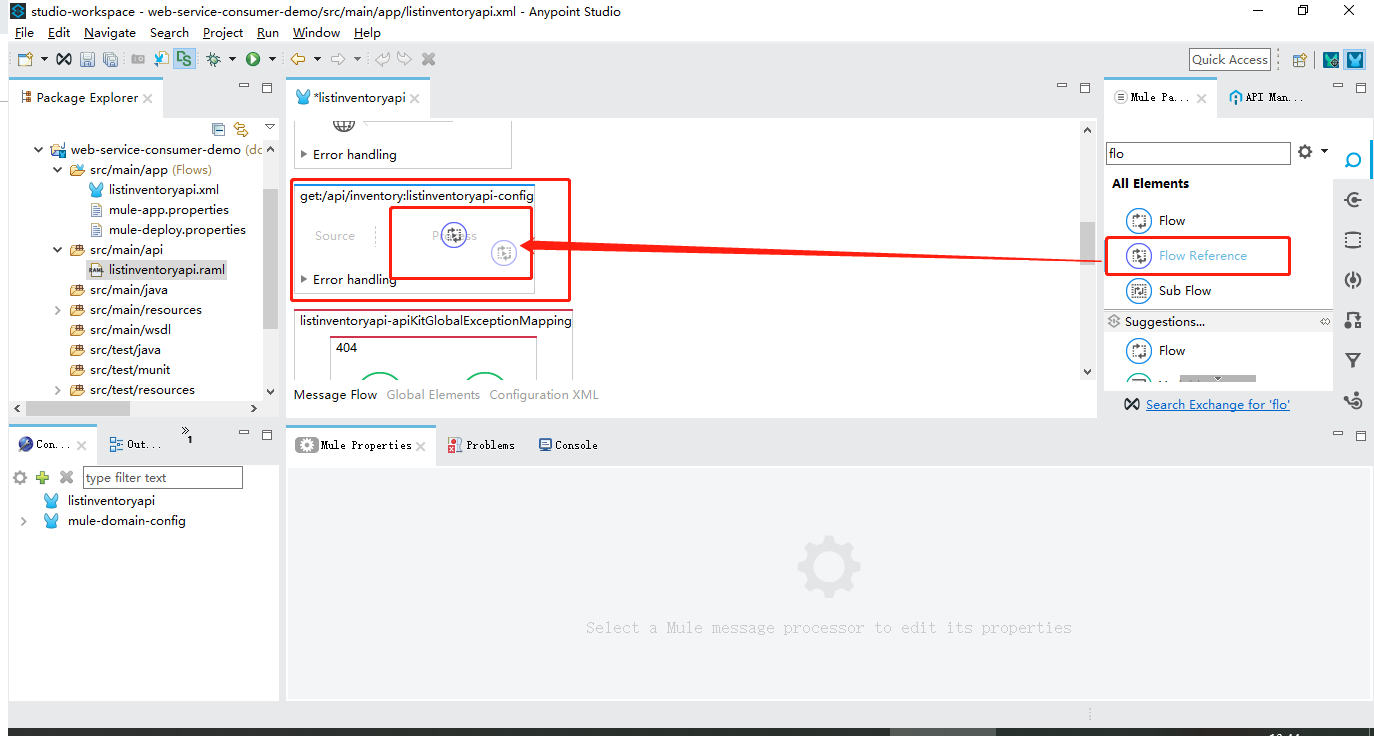 studio-workspace - web-service-consumer-demo/src/main/app/listinventoryapi.xml - Anypoint Studio
File Edit Navigate Search Project Run Window Help
Quick Access
Package Explorer
web-service-consumer-demo (dc
src/main/app (Flows)
listinventoryapi.xml
mule-app.properties
mule-deploy.properties
src/main/api
RAML listinventoryapi.raml
src/main/java
src/main/resources
src/main/wsdl
src/test/java
src/test/munit
src/test/resources
*listinventoryapi
Error handling
get:/api/inventory:listinventoryapi-config
Source
Process
Error handling
listinventoryapi-apiKitGlobalExceptionMapping
404
Message Flow Global Elements Configuration XML
Mule Pa...
API Man...
flo
All Elements
Flow
Flow Reference
Sub Flow
Suggestions...
Flow
Search Exchange for 'flo'
Con...
Out...
1
type filter text
listinventoryapi
mule-domain-config
Mule Properties
Problems
Console
Select a Mule message processor to edit its properties